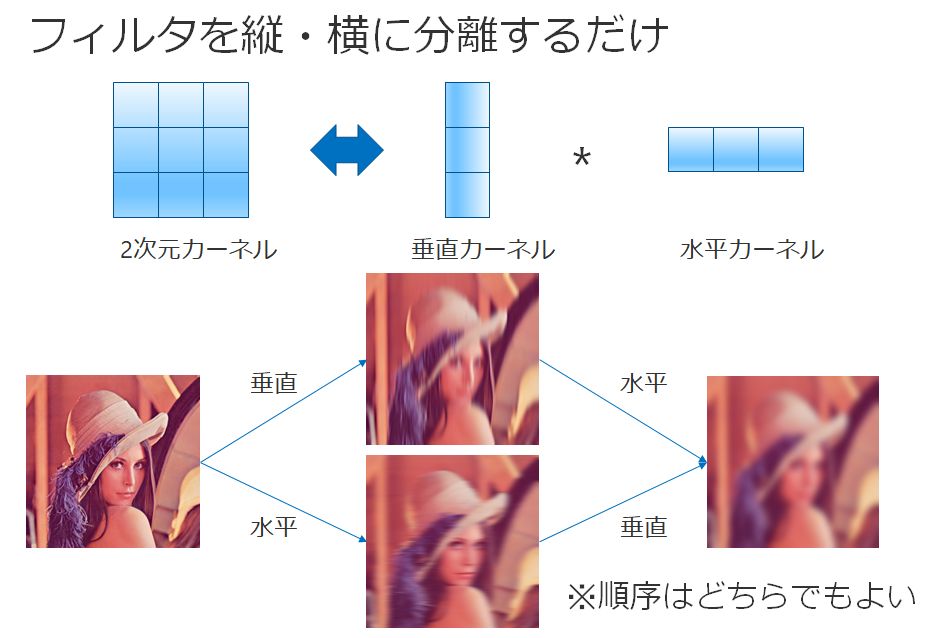 フィルタを縦・横に分離するだけ
*
2次元カーネル
垂直カーネル
水平カーネル
垂直
水平
水平
垂直
※順序はどちらでもよい